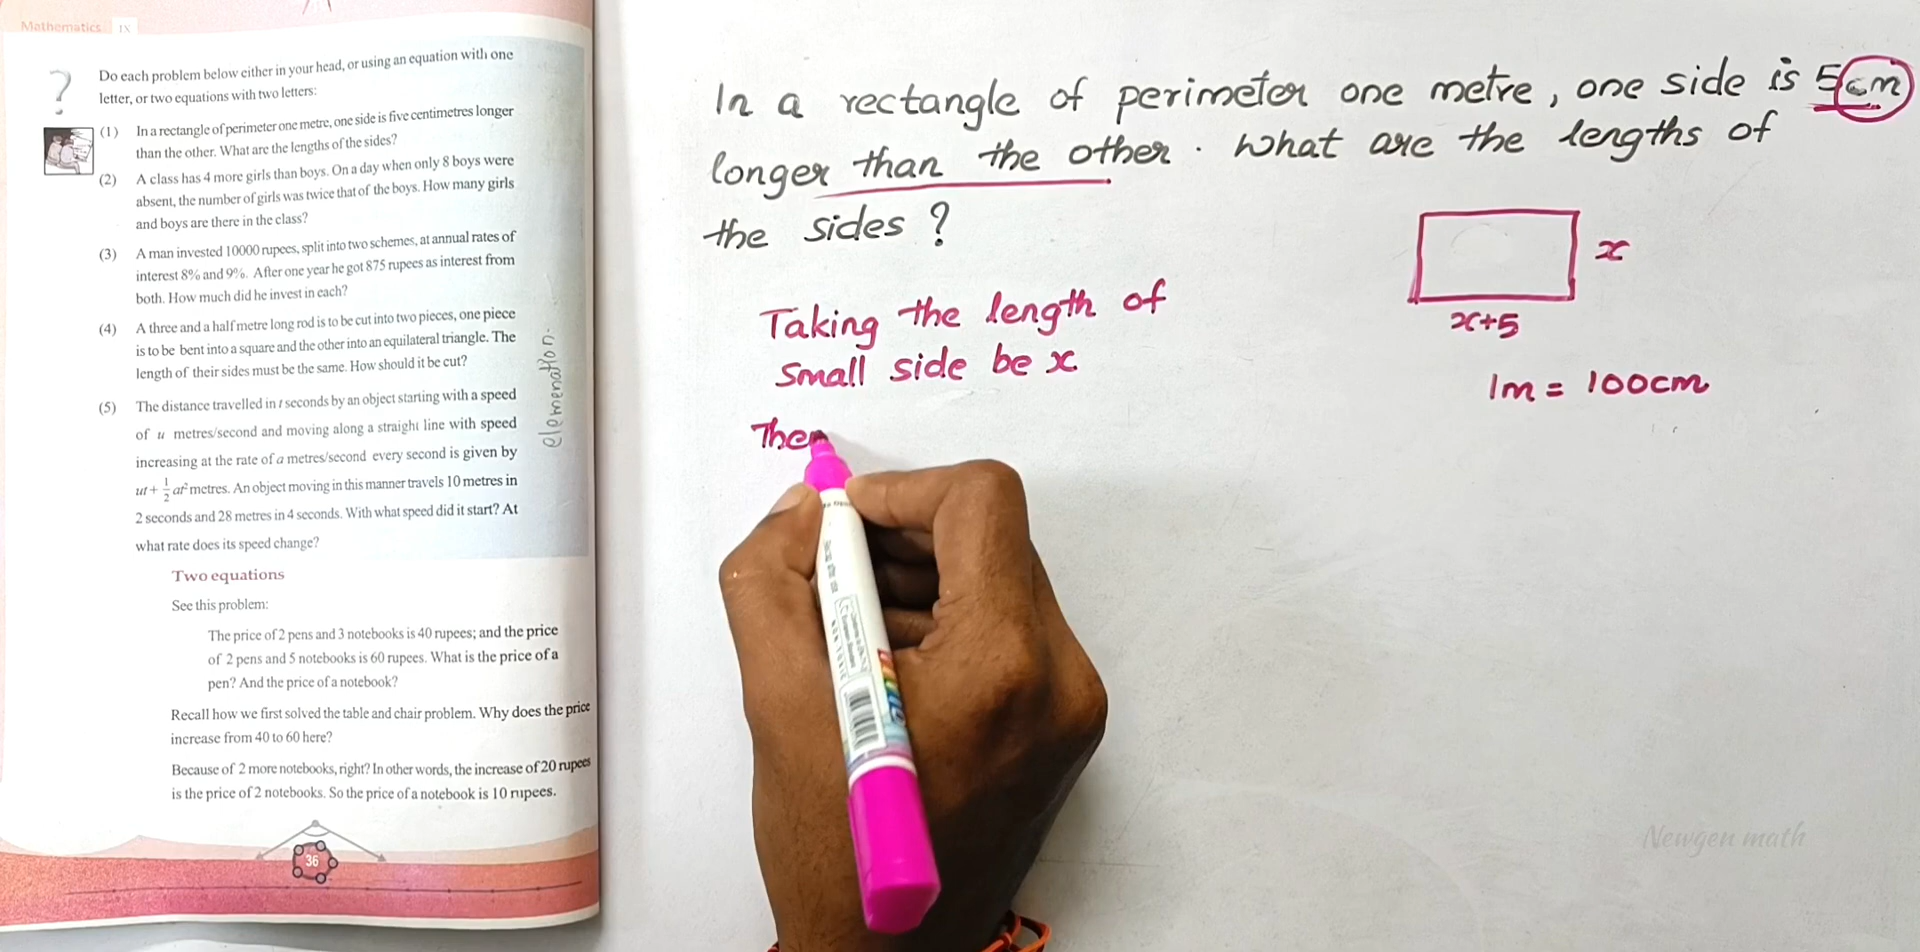 Mathematics IX
Do each problem below either in your head, or using an equation with one
letter, or two equations with two letters:
(1) In a rectangle of perimeter one metre, one side is five centimetres longer
than the other. What are the lengths of the sides?
(2) A class has 4 more girls than boys. On a day when only 8 boys were
absent, the number of girls was twice that of the boys. How many girls
and boys are there in the class?
(3) A man invested 10000 rupees, split into two schemes, at annual rates of
interest 8% and 9%. After one year he got 875 rupees as interest from
both. How much did he invest in each?
(4) A three and a half metre long rod is to be cut into two pieces, one piece
is to be bent into a square and the other into an equilateral triangle. The
length of their sides must be the same. How should it be cut?
(5) The distance travelled in t seconds by an object starting with a speed
of u metres/second and moving along a straight line with speed
increasing at the rate of a metres/second every second is given by
ut + 1/2 at² metres. An object moving in this manner travels 10 metres in
2 seconds and 28 metres in 4 seconds. With what speed did it start? At
what rate does its speed change?
Two equations
See this problem:
The price of 2 pens and 3 notebooks is 40 rupees; and the price
of 2 pens and 5 notebooks is 60 rupees. What is the price of a
pen? And the price of a notebook?
Recall how we first solved the table and chair problem. Why does the price
increase from 40 to 60 here?
Because of 2 more notebooks, right? In other words, the increase of 20 rupees
is the price of 2 notebooks. So the price of a notebook is 10 rupees.
36
elemenation.
In a rectangle of perimeter one metre, one side is 5cm
longer than the other. What are the lengths of
the sides ?
Taking the length of
small side be x
Then
x
x+5
1m = 100cm
Newgen math